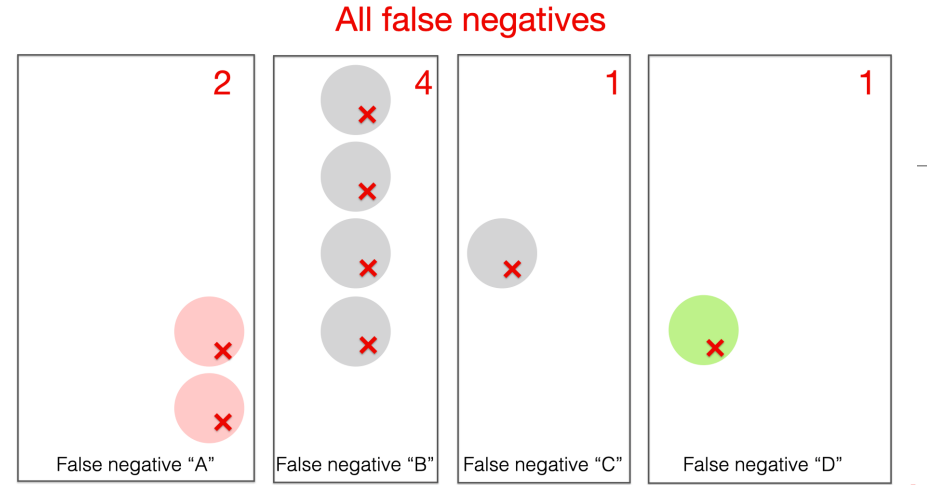 All false negatives
2
4
1
1
False negative “A”
False negative “B”
False negative “C”
False negative “D”